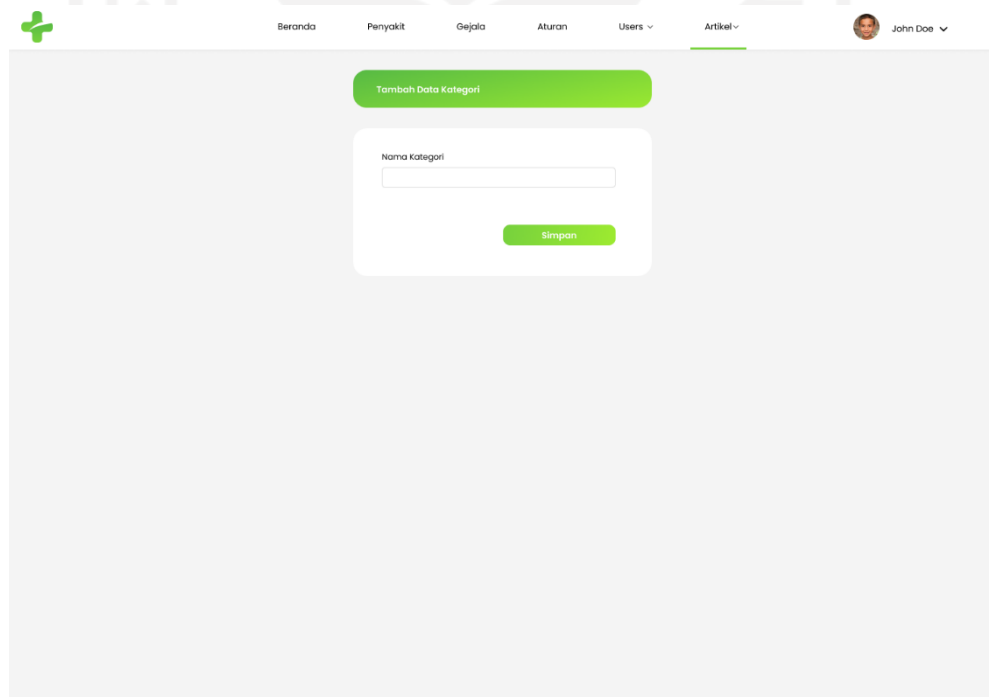 Beranda Penyakit Gejala Aturan Users Artikel John Doe
Tambah Data Kategori
Nama Kategori
Simpan